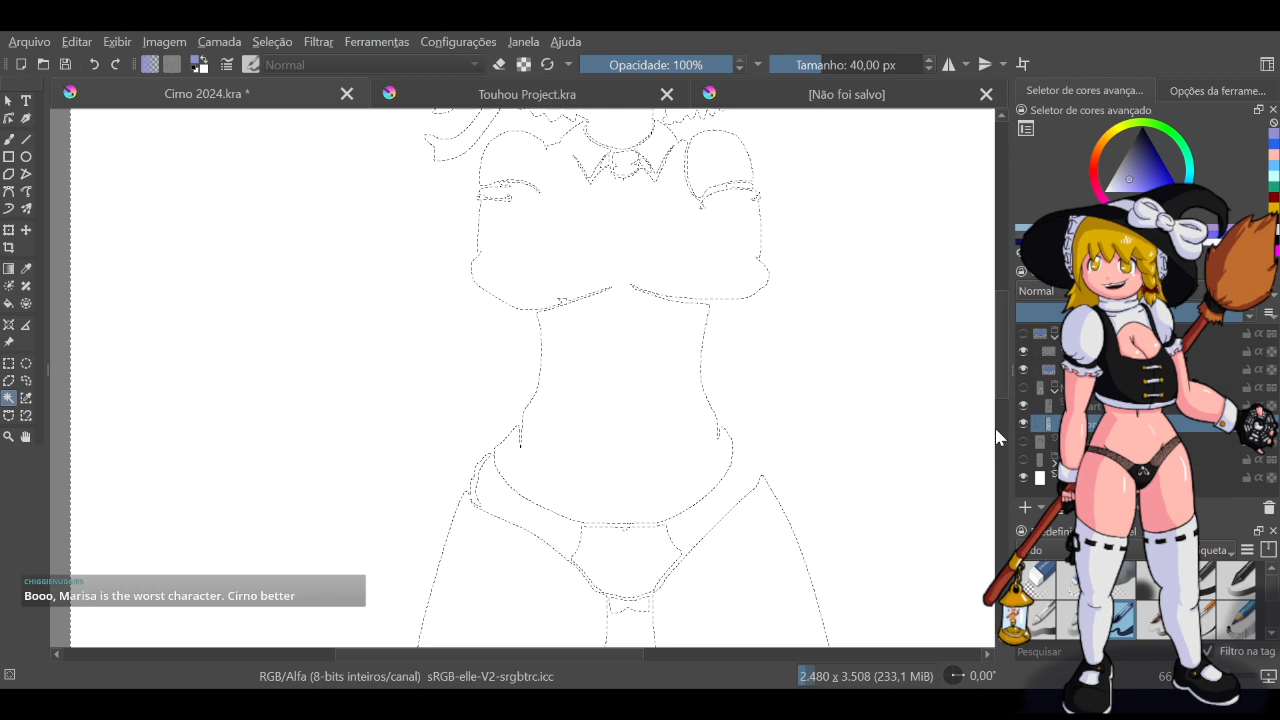 Arquivo Editar Exibir Imagem Camada Seleção Filtrar Ferramentas Configurações Janela Ajuda
Normal Opacidade: 100% Tamanho: 40,00 px
Cirno 2024.kra * Touhou Project.kra [Não foi salvo]
Seletor de cores avança... Opções da ferrame...
Seletor de cores avançado
Normal
CHIGGIENUGGIES
Booo, Marisa is the worst character. Cirno better
Pesquisar Filtro na tag
RGB/Alfa (8-bits inteiros/canal) sRGB-elle-V2-srgbtrc.icc 2.480 x 3.508 (233,1 MiB) 0,00° 66